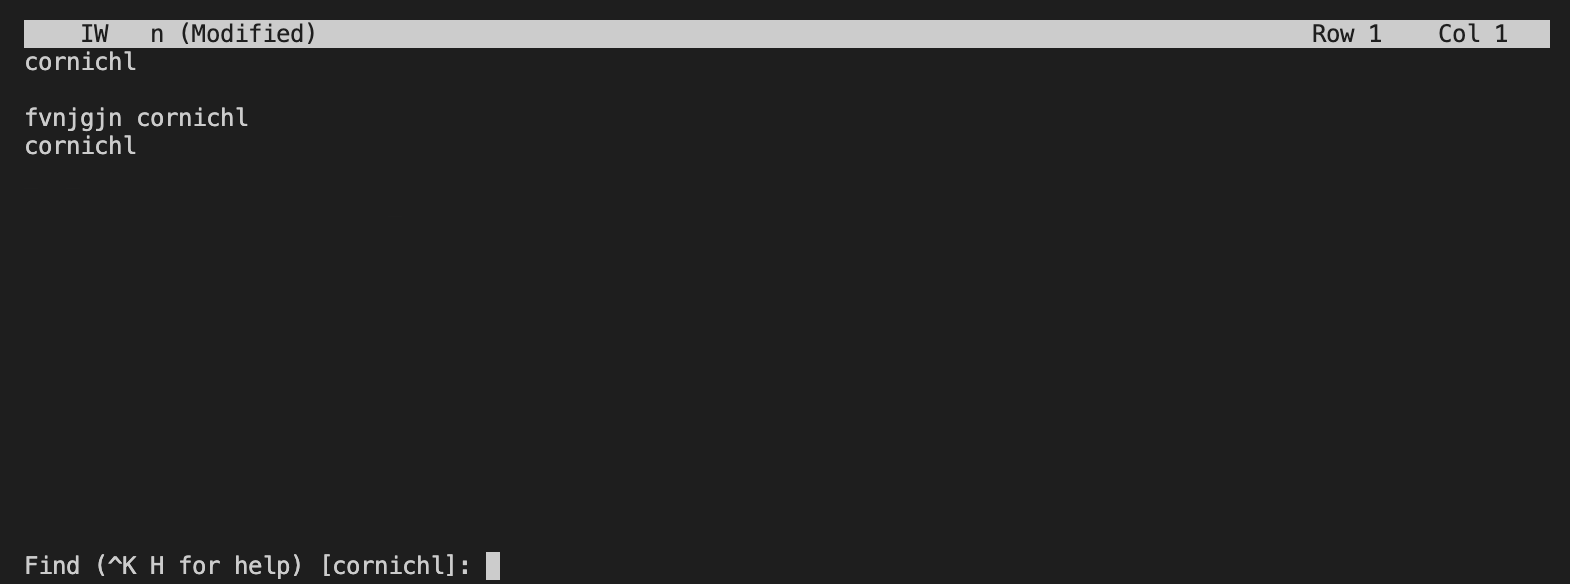 IW n (Modified) Row 1 Col 1
cornichl
fvnjgjn cornichl
cornichl
Find (^K H for help) [cornichl]: